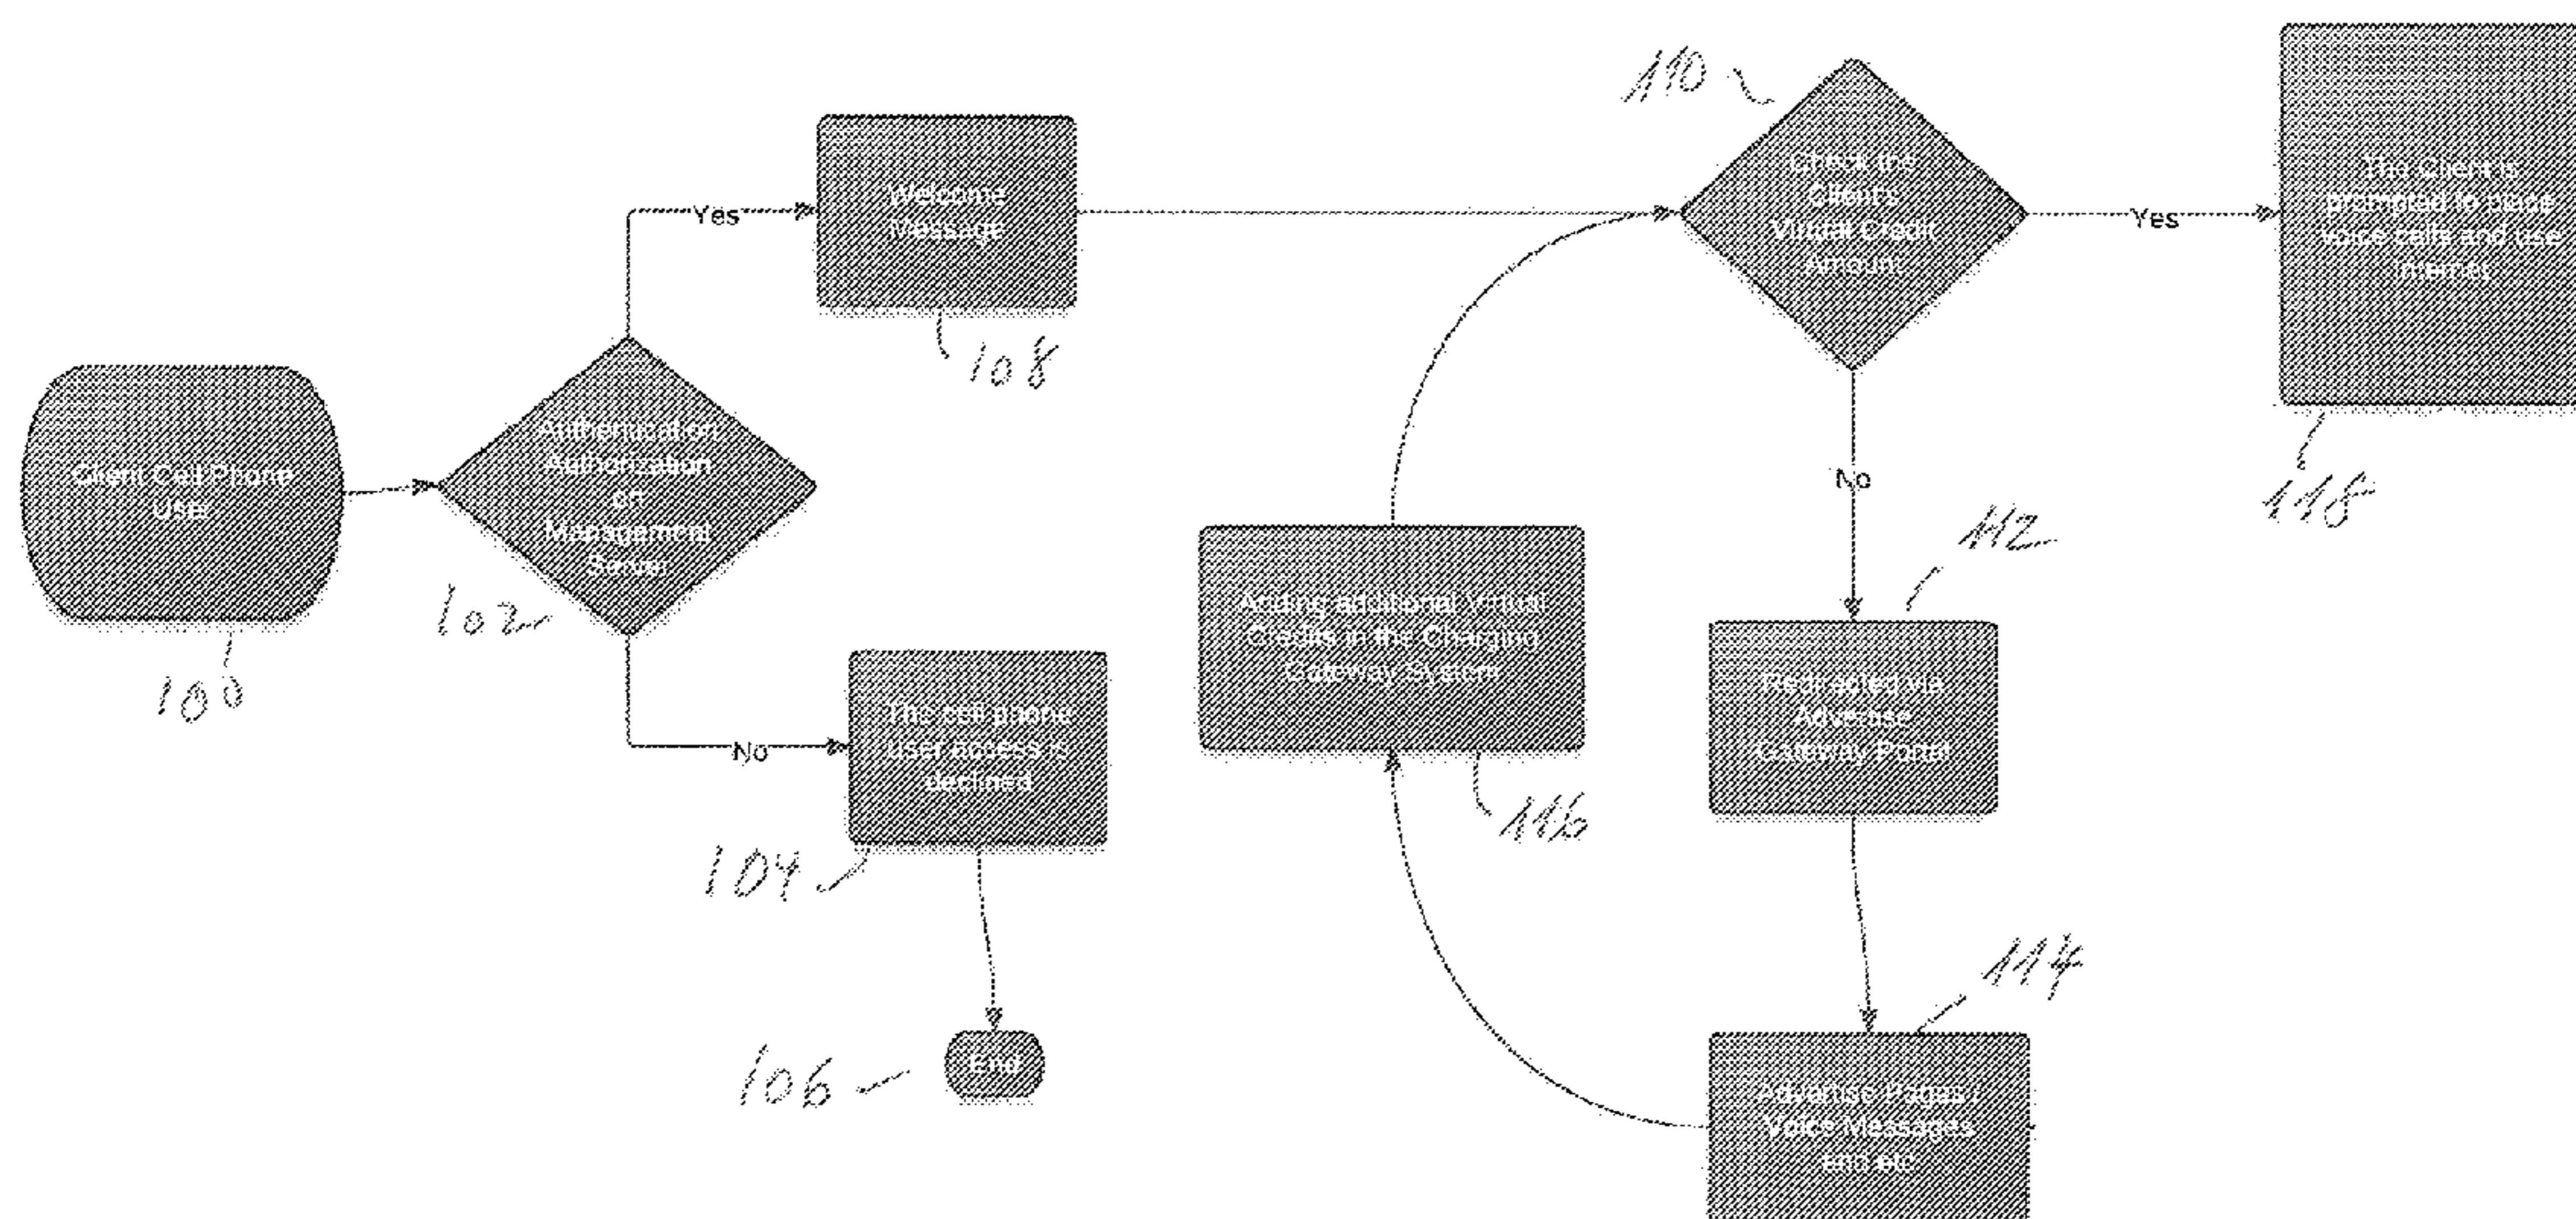 Client Cell Phone
User
100
Authentication
Authorization
on
Management
Server
102
Yes
Welcome
Message
108
No
The cell phone
user access is
declined
104
End
106
Check the
Client's
Virtual Credit
Amount
110
Yes
The Client is
prompted to place
voice calls and use
internet
118
No
Redirected via
Advertise
Gateway Portal
112
Advertise Pages /
Voice Messages
and etc
114
Adding additional Virtual
Credits in the Charging
Gateway System
116